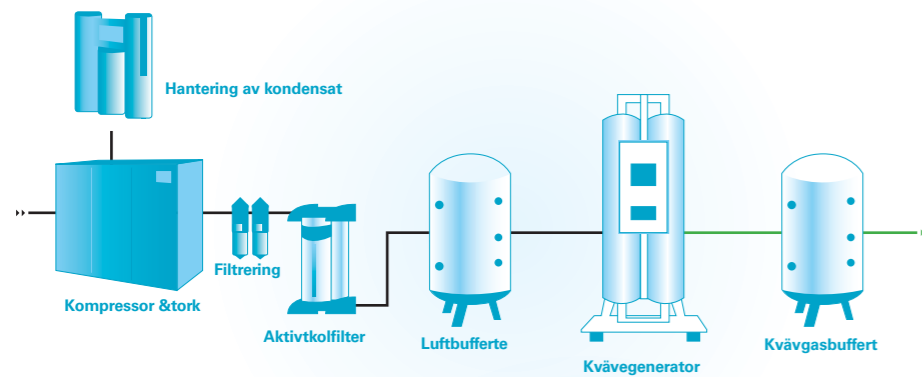 Hantering av kondensat
Filtrering
Kompressor &tork
Aktivtkolfilter
Luftbufferte
Kvävegenerator
Kvävgasbuffert